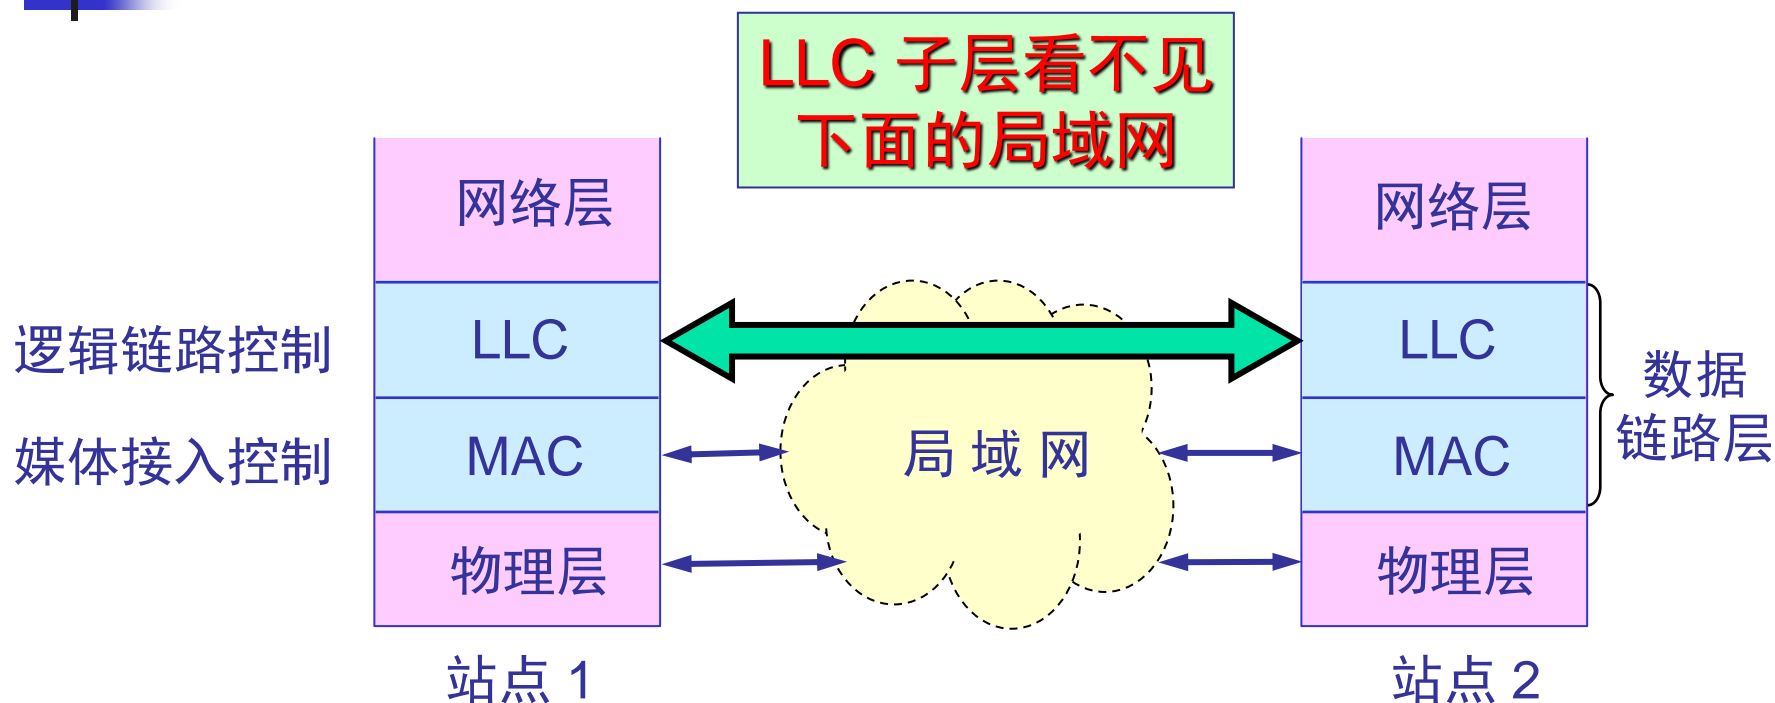 LLC 子层看不见
下面的局域网
网络层
网络层
逻辑链路控制
LLC
LLC
数据
链路层
媒体接入控制
MAC
局 域 网
MAC
物理层
物理层
站点 1
站点 2